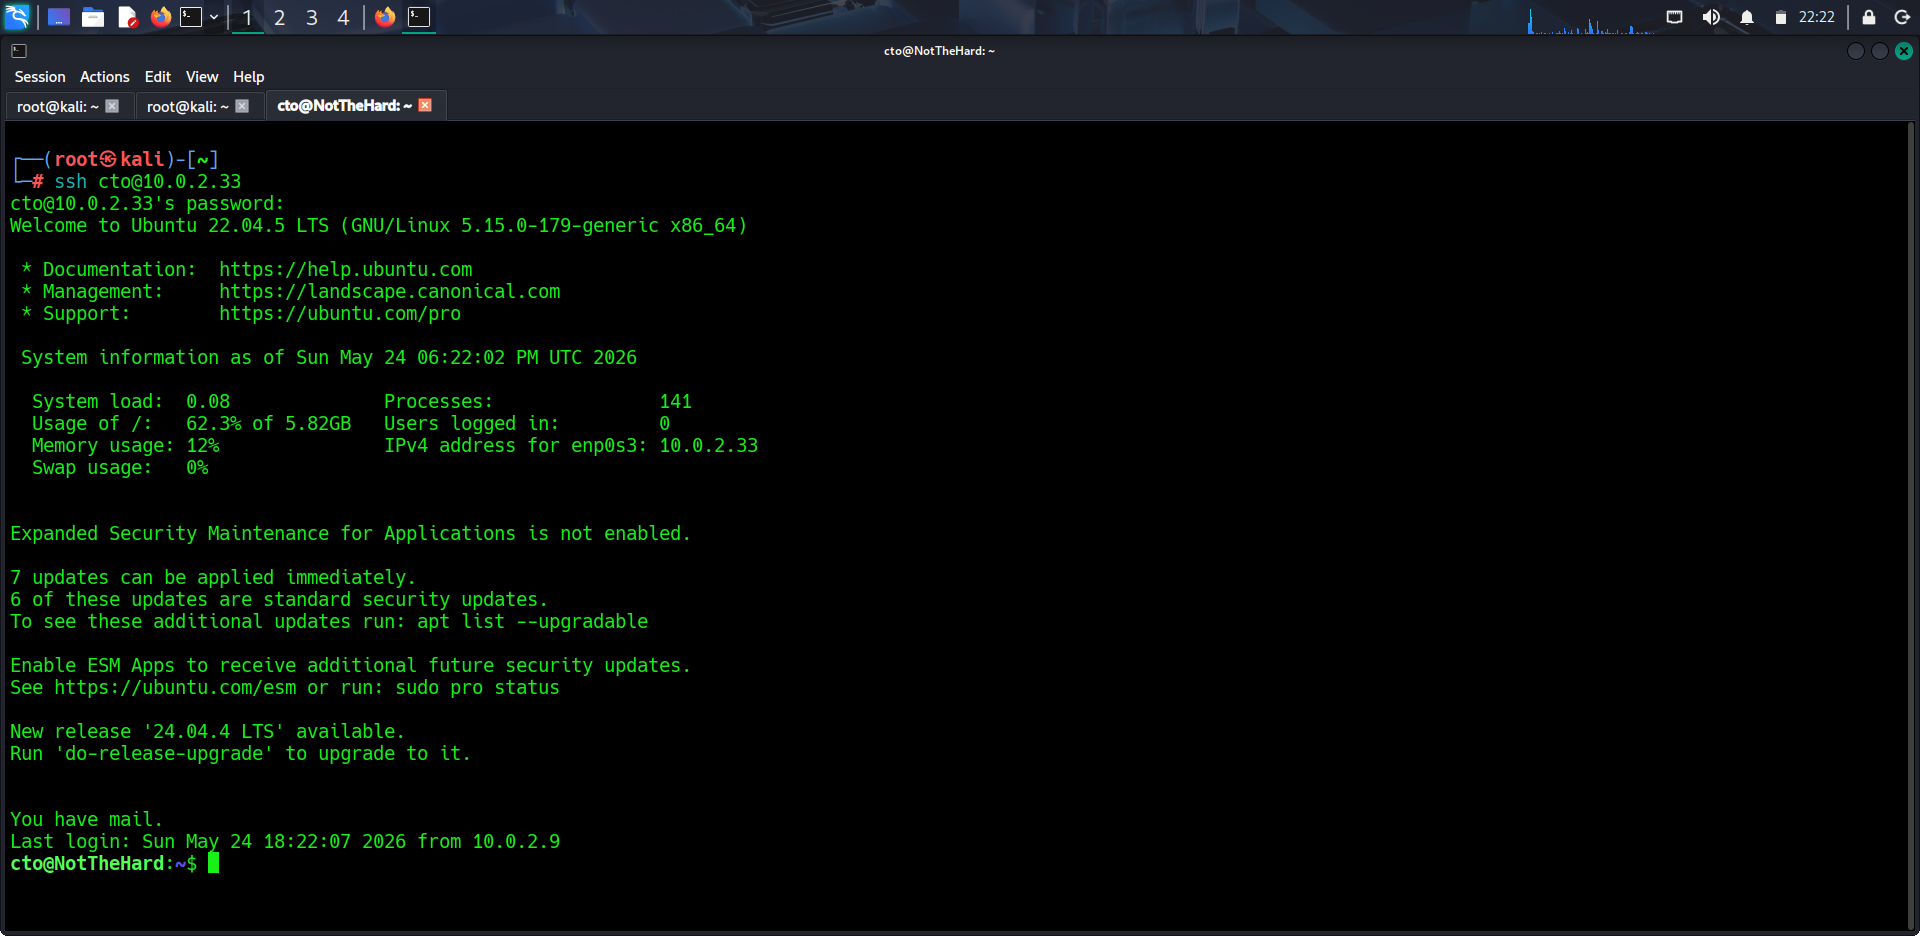 1 2 3 4 22:22
cto@NotTheHard: ~
Session Actions Edit View Help
root@kali: ~ root@kali: ~ cto@NotTheHard: ~
┌──(root㉿kali)-[~]
└─# ssh cto@10.0.2.33
cto@10.0.2.33's password:
Welcome to Ubuntu 22.04.5 LTS (GNU/Linux 5.15.0-179-generic x86_64)
* Documentation: https://help.ubuntu.com
* Management: https://landscape.canonical.com
* Support: https://ubuntu.com/pro
System information as of Sun May 24 06:22:02 PM UTC 2026
System load: 0.08 Processes: 141
Usage of /: 62.3% of 5.82GB Users logged in: 0
Memory usage: 12% IPv4 address for enp0s3: 10.0.2.33
Swap usage: 0%
Expanded Security Maintenance for Applications is not enabled.
7 updates can be applied immediately.
6 of these updates are standard security updates.
To see these additional updates run: apt list --upgradable
Enable ESM Apps to receive additional future security updates.
See https://ubuntu.com/esm or run: sudo pro status
New release '24.04.4 LTS' available.
Run 'do-release-upgrade' to upgrade to it.
You have mail.
Last login: Sun May 24 18:22:07 2026 from 10.0.2.9
cto@NotTheHard:~$